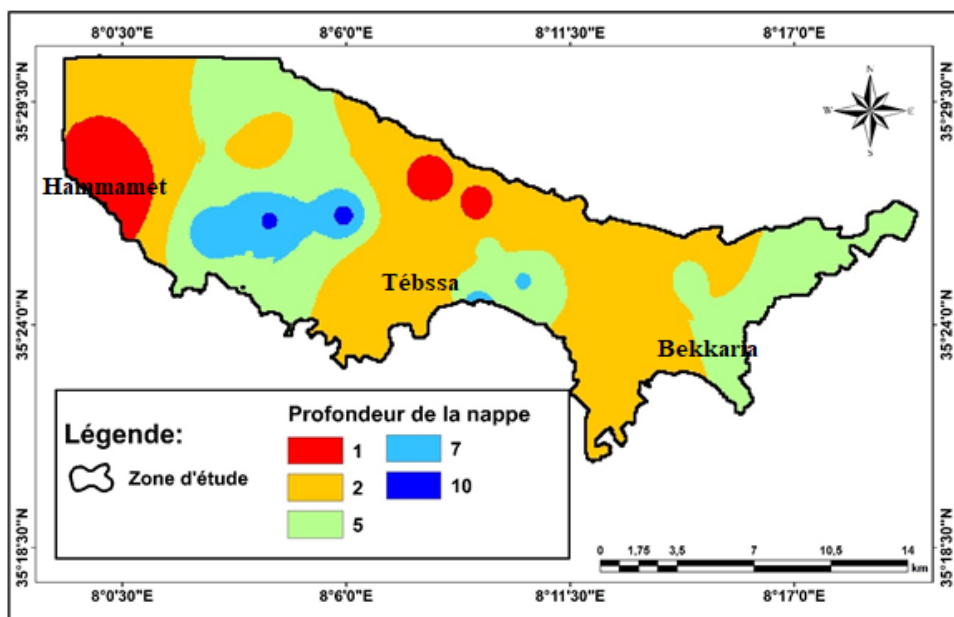 8°0'30"E 8°6'0"E 8°11'30"E 8°17'0"E
35°29'30"N 35°29'30"N
N
W E
S
Hammamet
Tébssa
35°24'0"N 35°24'0"N
Bekkaria
Légende:
Zone d'étude
Profondeur de la nappe
1 7
2 10
5
35°18'30"N 35°18'30"N
0 1,75 3,5 7 10,5 14
km
8°0'30"E 8°6'0"E 8°11'30"E 8°17'0"E